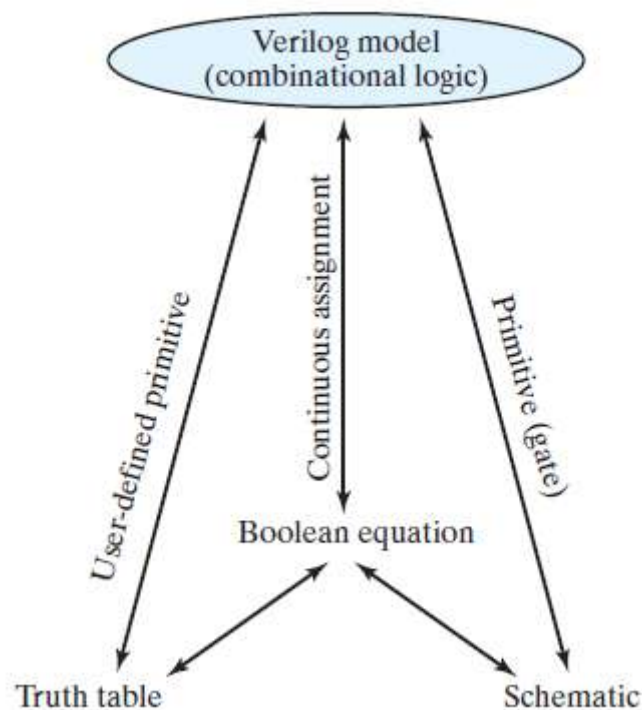 Verilog model
(combinational logic)
User-defined primitive
Continuous assignment
Primitive (gate)
Boolean equation
Truth table
Schematic